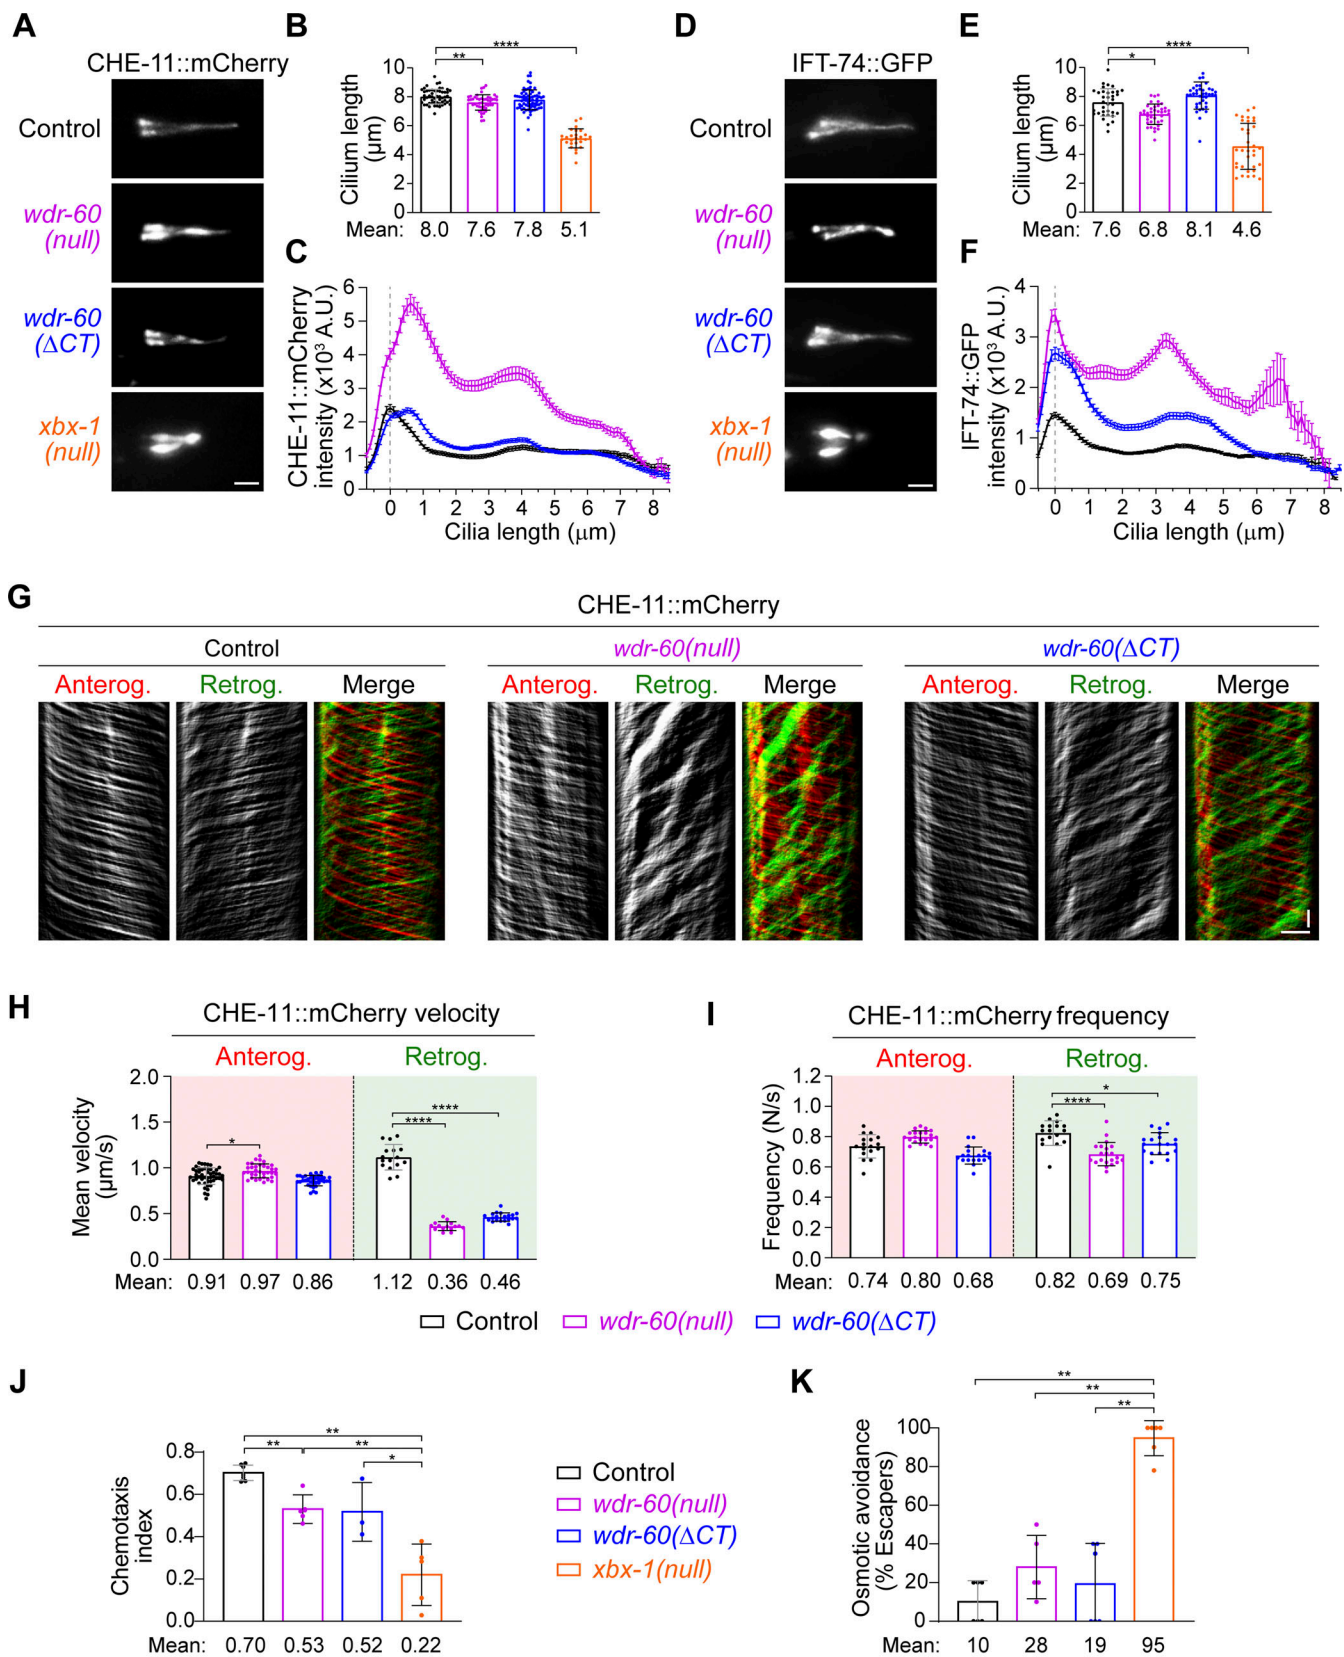 A
CHE-11::mCherry
Control
wdr-60
(null)
wdr-60
(ΔCT)
xbx-1
(null)
B
**
****
Cilium length
(μm)
10
8
6
4
2
0
Mean: 8.0 7.6 7.8 5.1
C
CHE-11::mCherry
intensity (x10³ A.U.)
6
5
4
3
2
1
0
0 1 2 3 4 5 6 7 8
Cilia length (μm)
D
IFT-74::GFP
Control
wdr-60
(null)
wdr-60
(ΔCT)
xbx-1
(null)
E
*
****
Cilium length
(μm)
10
8
6
4
2
0
Mean: 7.6 6.8 8.1 4.6
F
IFT-74::GFP
intensity (x10³ A.U.)
4
3
2
1
0
0 1 2 3 4 5 6 7 8
Cilia length (μm)
G
CHE-11::mCherry
Control wdr-60(null) wdr-60(ΔCT)
Anterog. Retrog. Merge Anterog. Retrog. Merge Anterog. Retrog. Merge
H
CHE-11::mCherry velocity
Anterog. Retrog.
Mean velocity
(μm/s)
2.0
1.5
1.0
0.5
0.0
*
****
****
Mean: 0.91 0.97 0.86 1.12 0.36 0.46
I
CHE-11::mCherry frequency
Anterog. Retrog.
Frequency (N/s)
1.2
1.0
0.8
0.6
0.4
0.2
0.0
*
****
Mean: 0.74 0.80 0.68 0.82 0.69 0.75
Control wdr-60(null) wdr-60(ΔCT)
J
Chemotaxis
index
0.8
0.6
0.4
0.2
0.0
**
** **
*
Mean: 0.70 0.53 0.52 0.22
Control
wdr-60(null)
wdr-60(ΔCT)
xbx-1(null)
K
Osmotic avoidance
(% Escapers)
100
80
60
40
20
0
**
**
**
Mean: 10 28 19 95